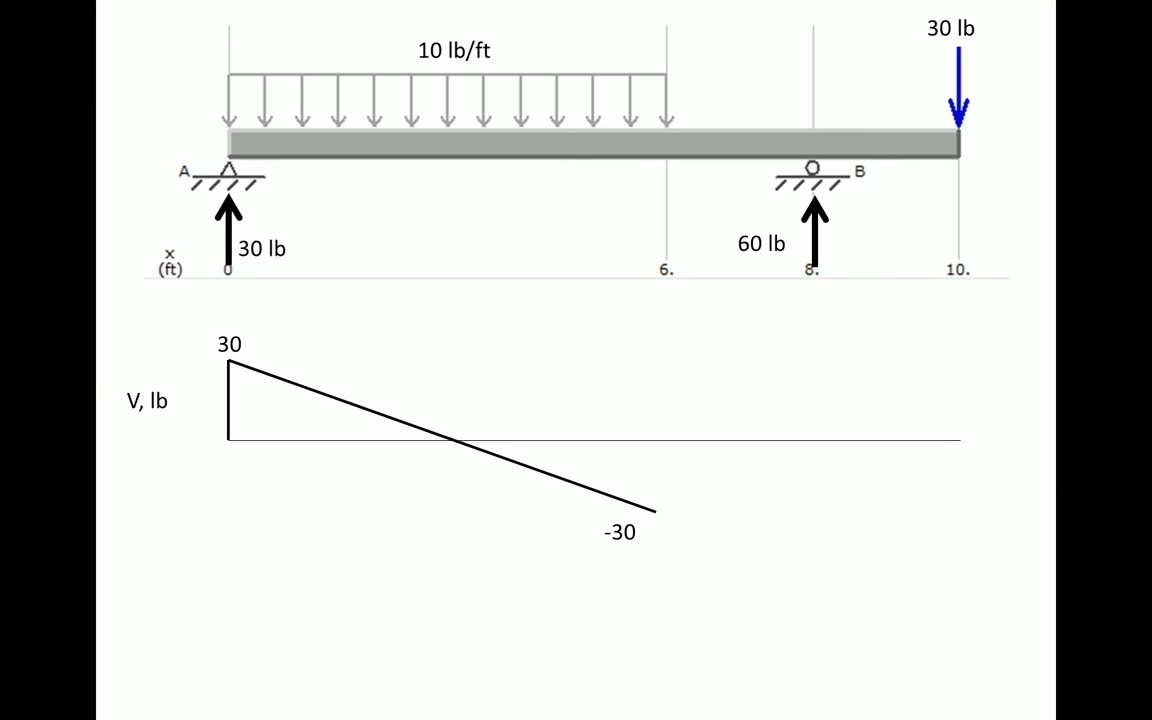 30 lb
10 lb/ft
A
B
30 lb
60 lb
x
(ft)
0
6.
8.
10.
30
V, lb
-30